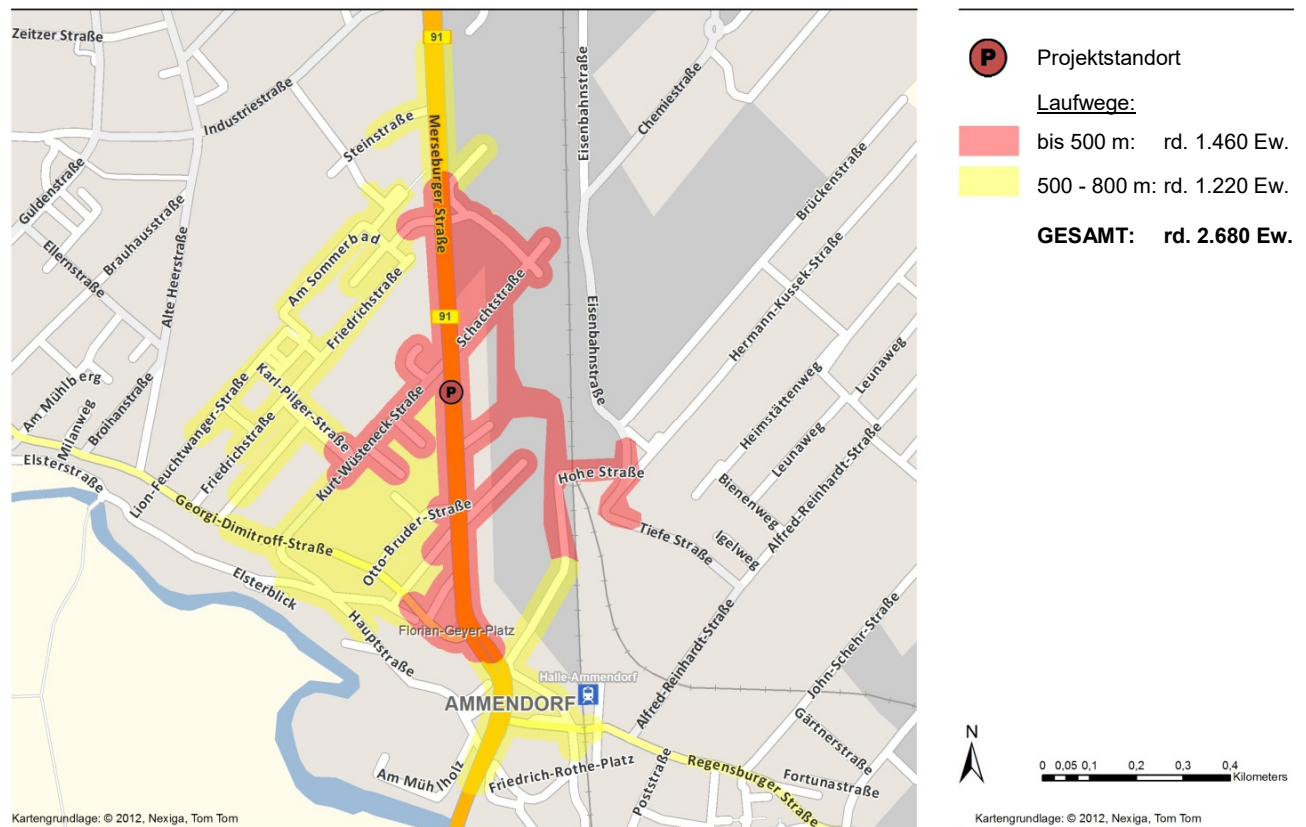 Zeitzer Straße
91
Industriestraße
Steinstraße
Merseburger Straße
Guldenstraße
Brauhausstraße
Ellernstraße
Alte Heerstraße
Am Sommerbad
Friedrichstraße
Eisenbahnstraße
Chemiestraße
Brückenstraße
Hermann-Kussek-Straße
91
Schachtstraße
Eisenbahnstraße
P
Am Mühlberg
Milanweg
Broihanstraße
Karl-Pilger-Straße
Lion-Feuchtwanger-Straße
Friedrichstraße
Kurt-Wüsteneck-Straße
Heimstättenweg
Leunaweg
Leunaweg
Elsterstraße
Georgi-Dimitroff-Straße
Otto-Bruder-Straße
Hohe Straße
Bienenweg
Alfred-Reinhardt-Straße
Tiefe Straße
Igelweg
Elsterblick
Hauptstraße
Florian-Geyer-Platz
Halle-Ammendorf
AMMENDORF
Alfred-Reinhardt-Straße
John-Schehr-Straße
Gärtnerstraße
Am Mühlholz
Friedrich-Rothe-Platz
Poststraße
Regensburger Straße
Fortunastraße
Kartengrundlage: © 2012, Nexiga, Tom Tom
P
Projektstandort
Laufwege:
bis 500 m: rd. 1.460 Ew.
500 - 800 m: rd. 1.220 Ew.
GESAMT: rd. 2.680 Ew.
N
0 0,05 0,1 0,2 0,3 0,4
Kilometers
Kartengrundlage: © 2012, Nexiga, Tom Tom